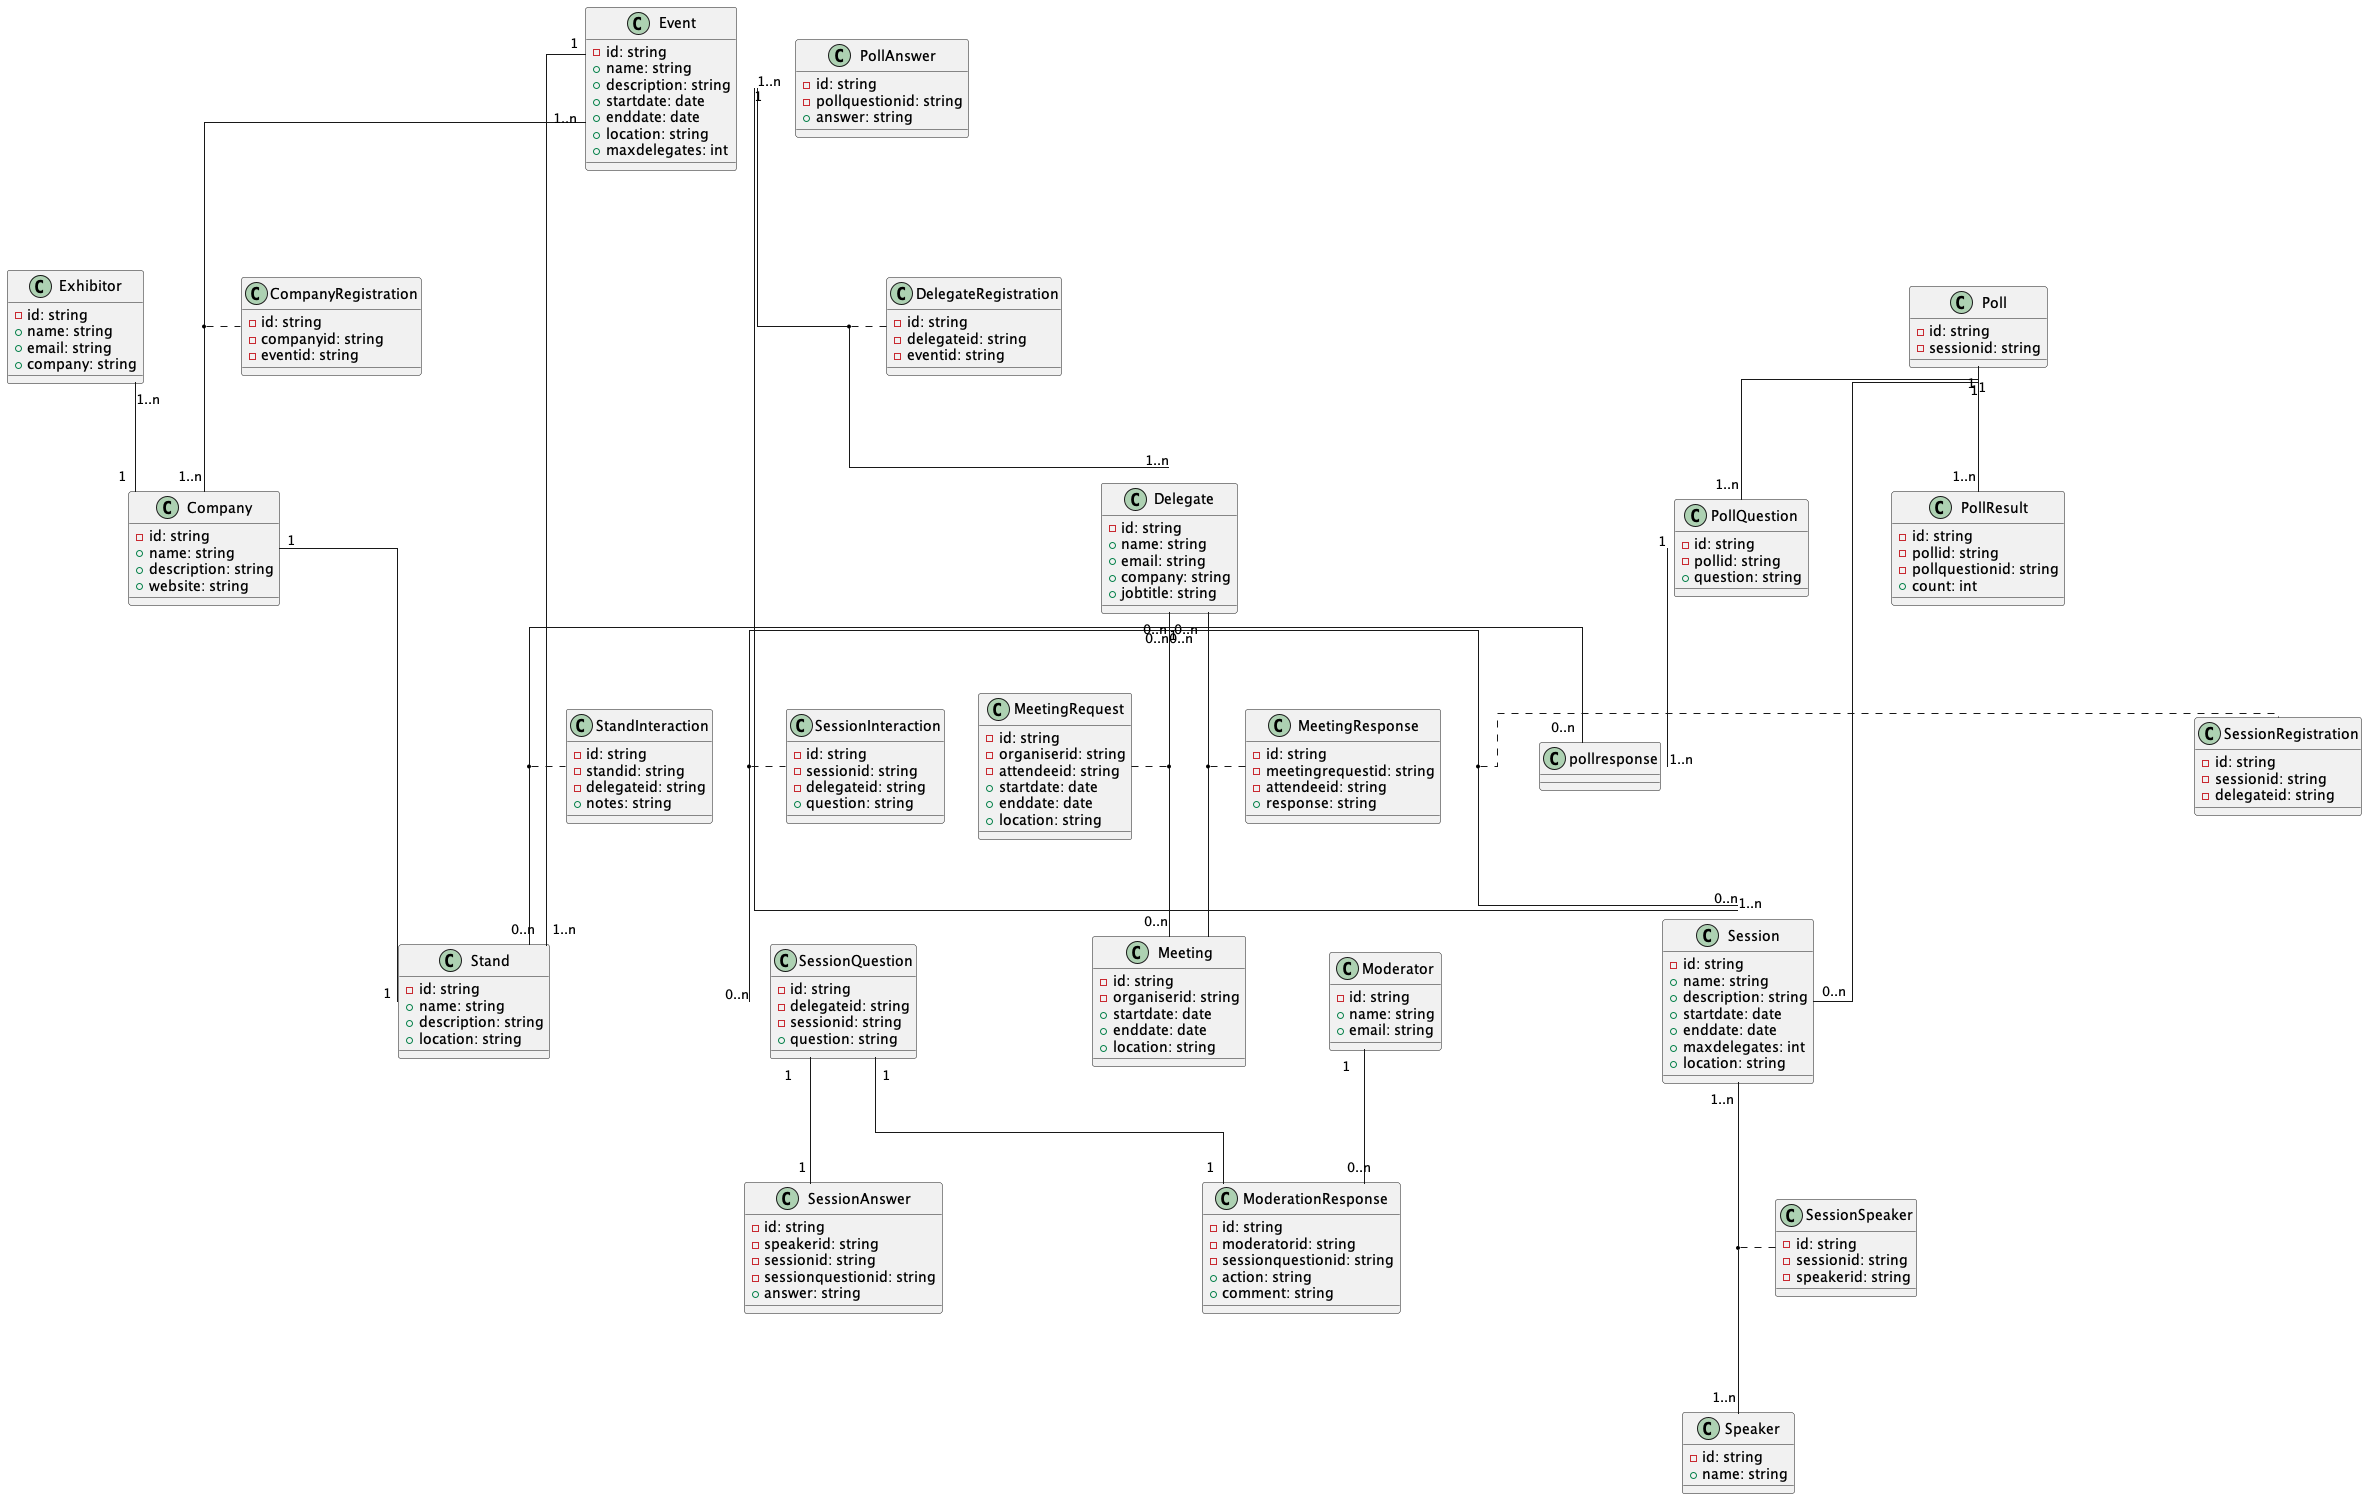 C Event
id: string
name: string
description: string
startdate: date
enddate: date
location: string
maxdelegates: int
1
1..n
C PollAnswer
id: string
pollquestionid: string
answer: string
1..n
1
C Exhibitor
id: string
name: string
email: string
company: string
1..n
1
C CompanyRegistration
id: string
companyid: string
eventid: string
1..n
C DelegateRegistration
id: string
delegateid: string
eventid: string
1..n
C Poll
id: string
sessionid: string
1
1
1
1..n
1..n
C Company
id: string
name: string
description: string
website: string
1
C Delegate
id: string
name: string
email: string
company: string
jobtitle: string
0..n
0..n
0..n
0..n
1
C PollQuestion
id: string
pollid: string
question: string
1
1..n
C PollResult
id: string
pollid: string
pollquestionid: string
count: int
C StandInteraction
id: string
standid: string
delegateid: string
notes: string
C SessionInteraction
id: string
sessionid: string
delegateid: string
question: string
C MeetingRequest
id: string
organiserid: string
attendeeid: string
startdate: date
enddate: date
location: string
C MeetingResponse
id: string
meetingrequestid: string
attendeeid: string
response: string
0..n
C pollresponse
C SessionRegistration
id: string
sessionid: string
delegateid: string
0..n
1..n
1
C Stand
id: string
name: string
description: string
location: string
0..n
C SessionQuestion
id: string
delegateid: string
sessionid: string
question: string
1
1
0..n
C Meeting
id: string
organiserid: string
startdate: date
enddate: date
location: string
C Moderator
id: string
name: string
email: string
1
0..n
1..n
C Session
id: string
name: string
description: string
startdate: date
enddate: date
maxdelegates: int
location: string
0..n
1..n
1
C SessionAnswer
id: string
speakerid: string
sessionid: string
sessionquestionid: string
answer: string
1
0..n
C ModerationResponse
id: string
moderatorid: string
sessionquestionid: string
action: string
comment: string
C SessionSpeaker
id: string
sessionid: string
speakerid: string
1..n
C Speaker
id: string
name: string